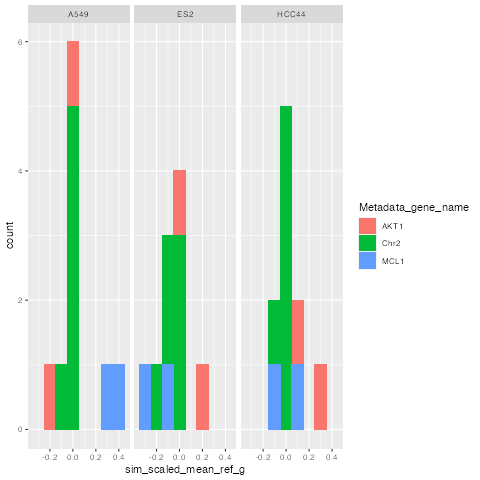 A549 ES2 HCC44
6
4
2
0
count
-0.2 0.0 0.2 0.4 -0.2 0.0 0.2 0.4 -0.2 0.0 0.2 0.4
sim_scaled_mean_ref_g
Metadata_gene_name
AKT1
Chr2
MCL1